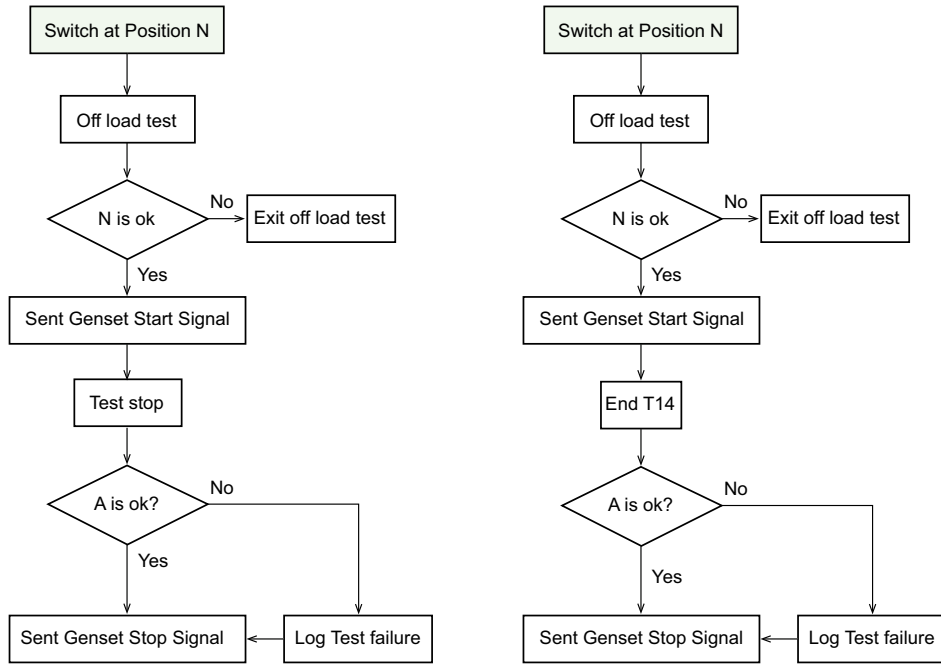 Switch at Position N
Off load test
N is ok
No
Exit off load test
Yes
Sent Genset Start Signal
Test stop
A is ok?
No
Yes
Sent Genset Stop Signal
Log Test failure
Switch at Position N
Off load test
N is ok
No
Exit off load test
Yes
Sent Genset Start Signal
End T14
A is ok?
No
Yes
Sent Genset Stop Signal
Log Test failure